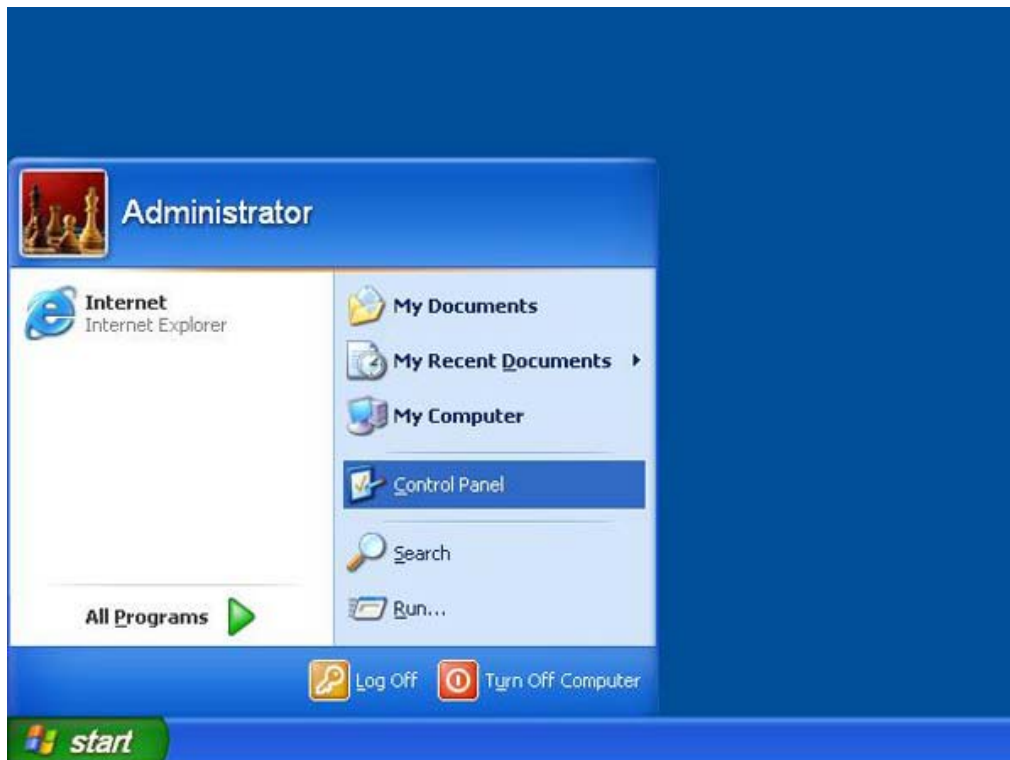 Administrator
Internet
Internet Explorer
All Programs
My Documents
My Recent Documents
My Computer
Control Panel
Search
Run...
Log Off
Turn Off Computer
start